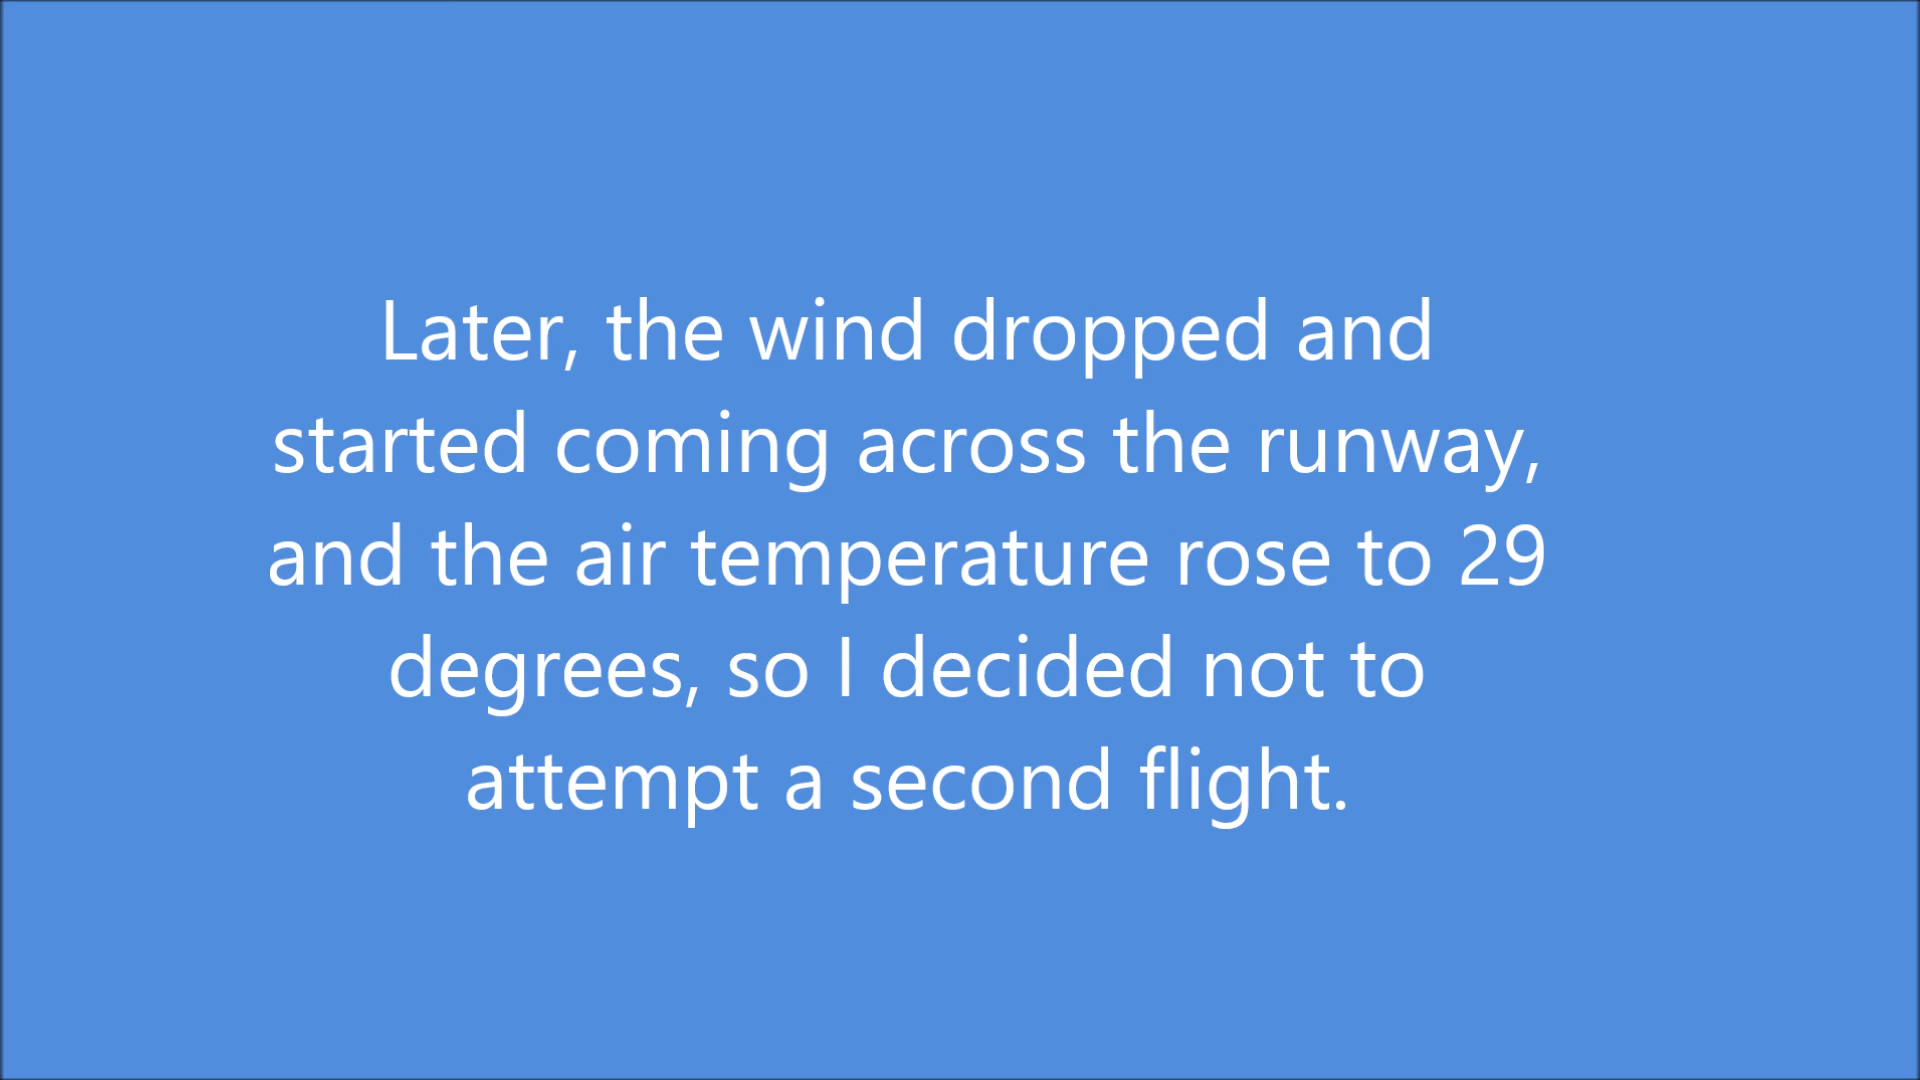 Later, the wind dropped and
started coming across the runway,
and the air temperature rose to 29
degrees, so I decided not to
attempt a second flight.